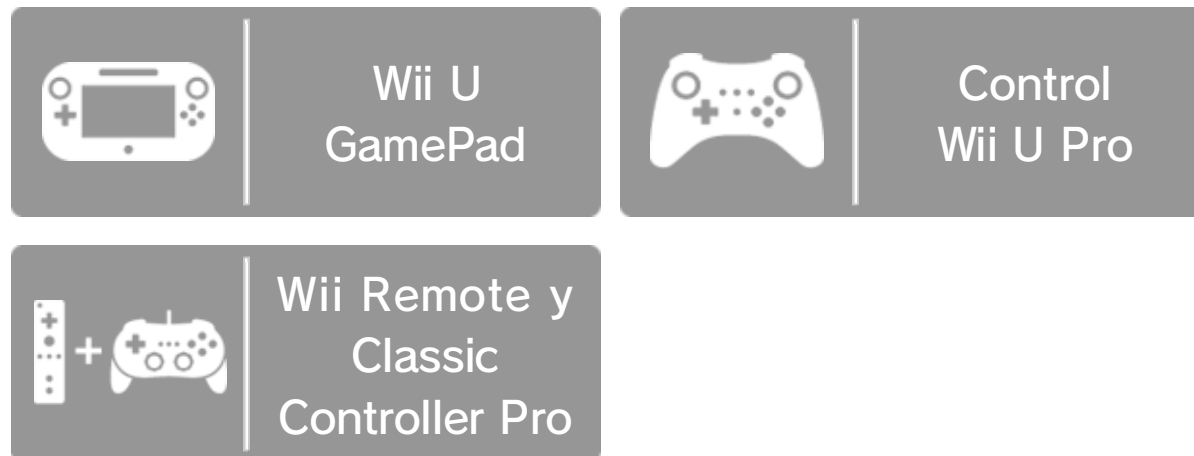 Wii U
GamePad
Control
Wii U Pro
Wii Remote y
Classic
Controller Pro